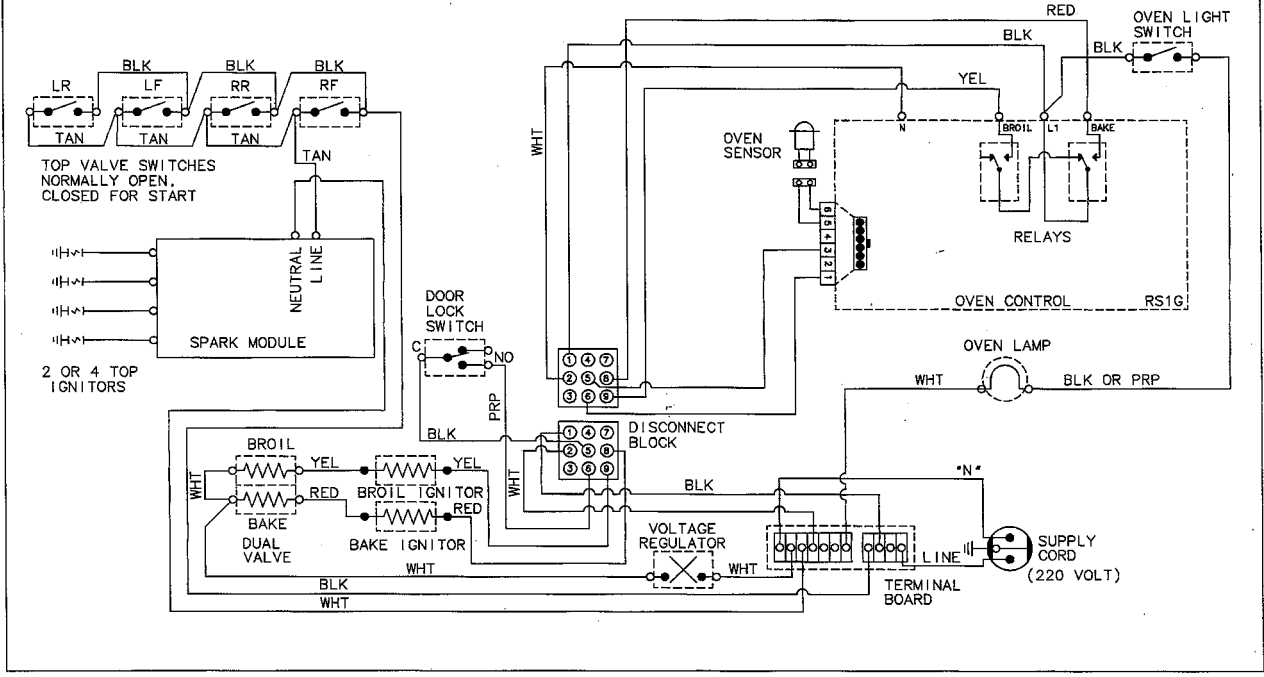 RED
OVEN LIGHT
SWITCH
BLK
BLK
BLK
BLK
BLK
LR
LF
RR
RF
YEL
TAN
TAN
TAN
TAN
WHT
N
BROIL
L1
BAKE
OVEN
SENSOR
TOP VALVE SWITCHES
NORMALLY OPEN,
CLOSED FOR START
6
5
4
3
2
1
RELAYS
NEUTRAL
LINE
OVEN CONTROL
RS1G
DOOR
LOCK
SWITCH
SPARK MODULE
C
NO
OVEN LAMP
1 4 7
2 5 8
3 6 9
2 OR 4 TOP
IGNITORS
WHT
BLK OR PRP
PRP
DISCONNECT
BLOCK
BLK
1 4 7
2 5 8
3 6 9
BROIL
YEL
YEL
WHT
WHT
"N"
BROIL IGNITOR
BLK
RED
RED
BAKE
DUAL
VALVE
BAKE IGNITOR
VOLTAGE
REGULATOR
LINE
SUPPLY
CORD
(220 VOLT)
WHT
WHT
BLK
WHT
TERMINAL
BOARD